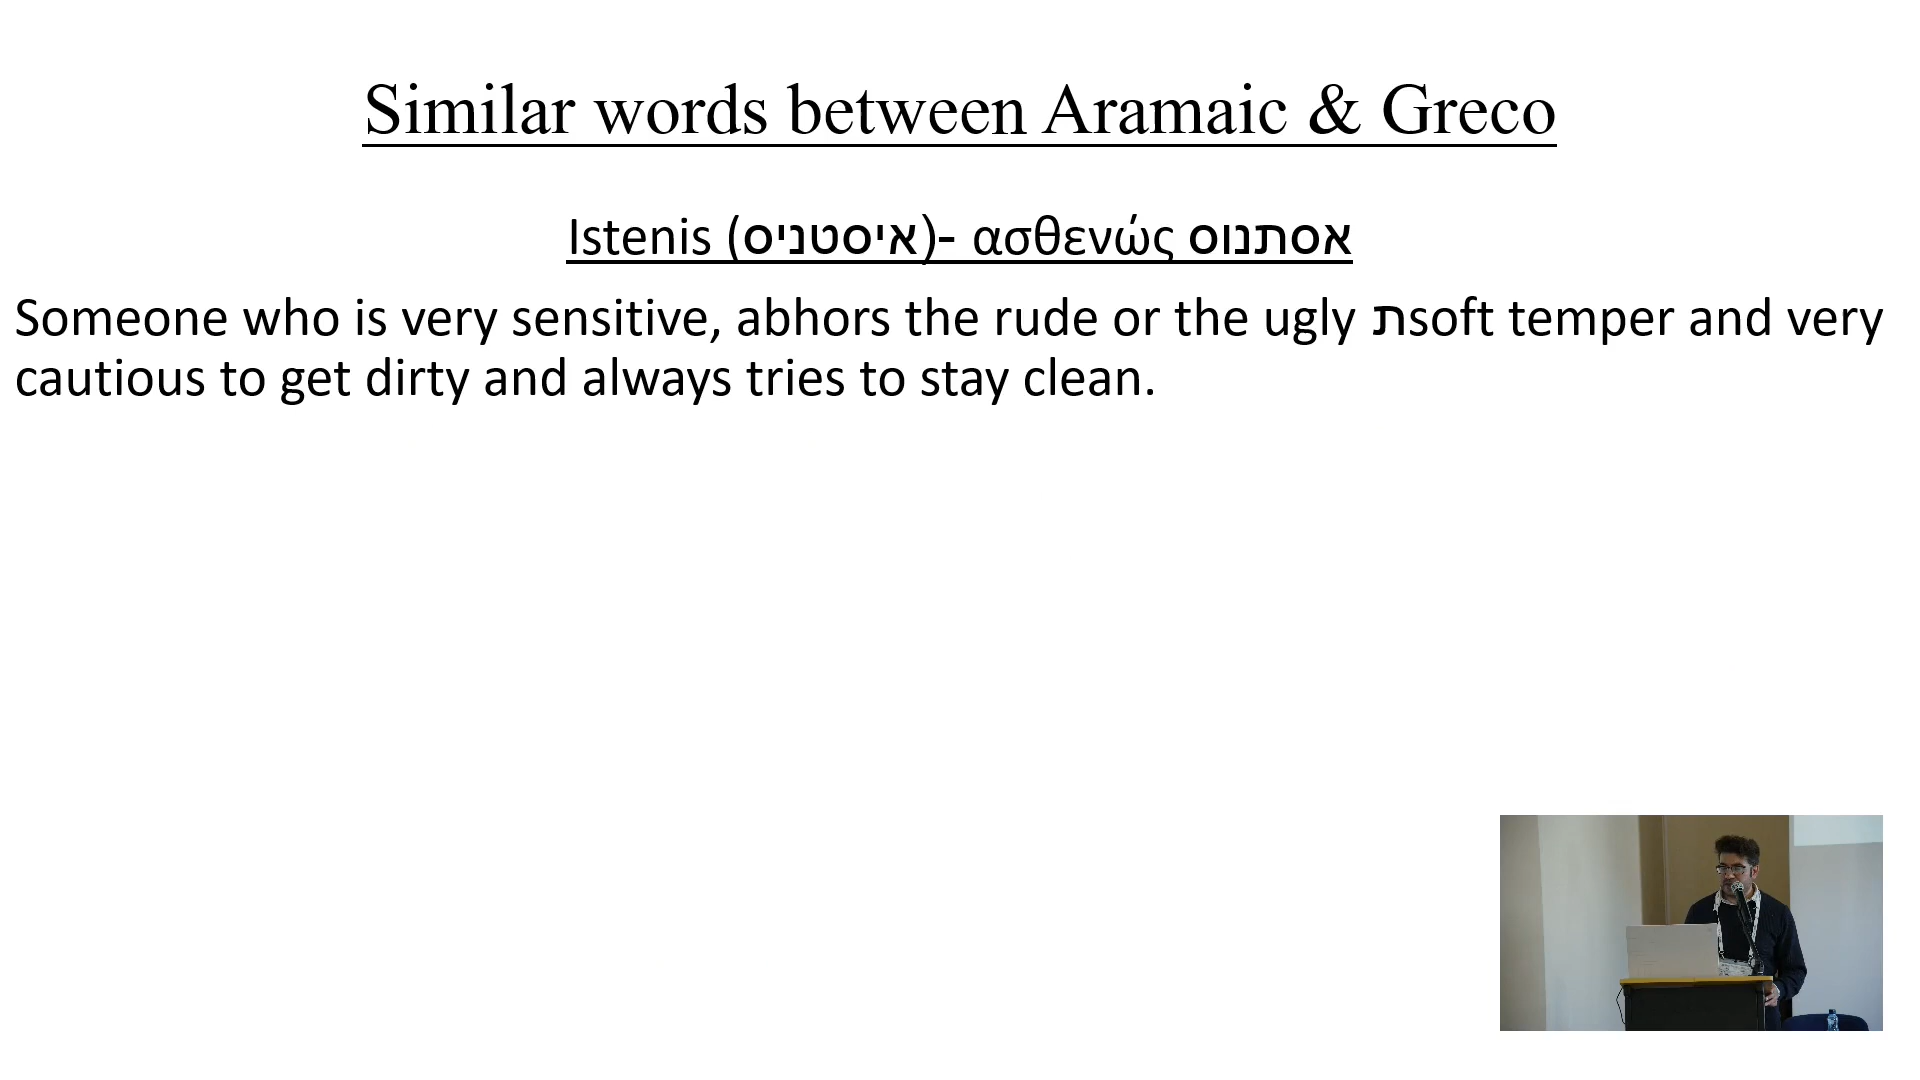 Similar words between Aramaic & Greco
Istenis (איסטניס)- ασθενώς אסתנוס
Someone who is very sensitive, abhors the rude or the ugly תsoft temper and very
cautious to get dirty and always tries to stay clean.